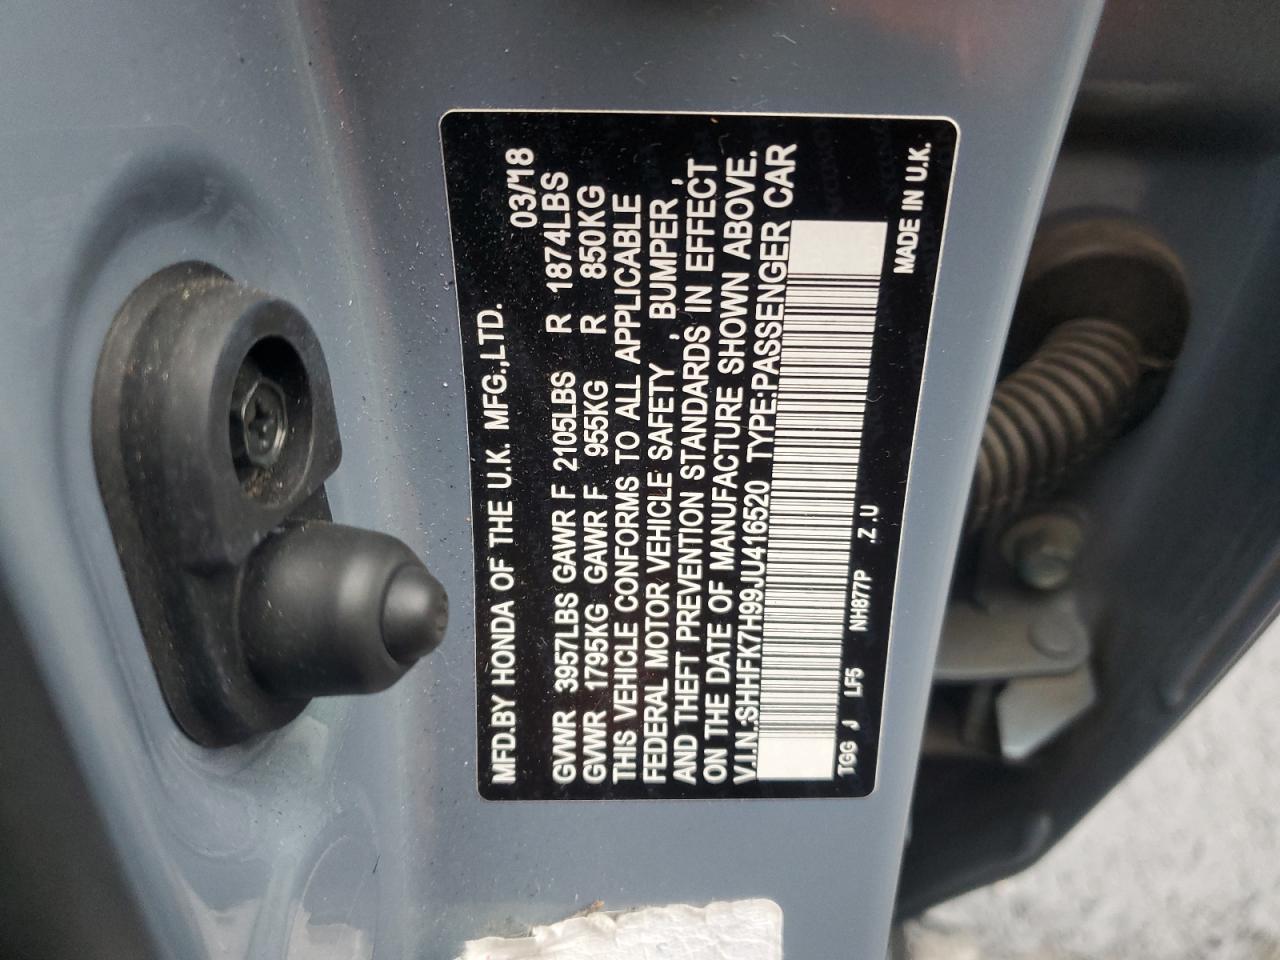 MFD.BY HONDA OF THE U.K. MFG.,LTD. 03/'18
GVWR 3957LBS GAWR F 2105LBS R 1874LBS
GVWR 1795KG GAWR F 955KG R 850KG
THIS VEHICLE CONFORMS TO ALL APPLICABLE
FEDERAL MOTOR VEHICLE SAFETY , BUMPER ,
AND THEFT PREVENTION STANDARDS IN EFFECT
ON THE DATE OF MANUFACTURE SHOWN ABOVE.
V.I.N.:SHHFK7H99JU416520 TYPE:PASSENGER CAR
TGG J LF5 NH877P .Z.U MADE IN U.K.